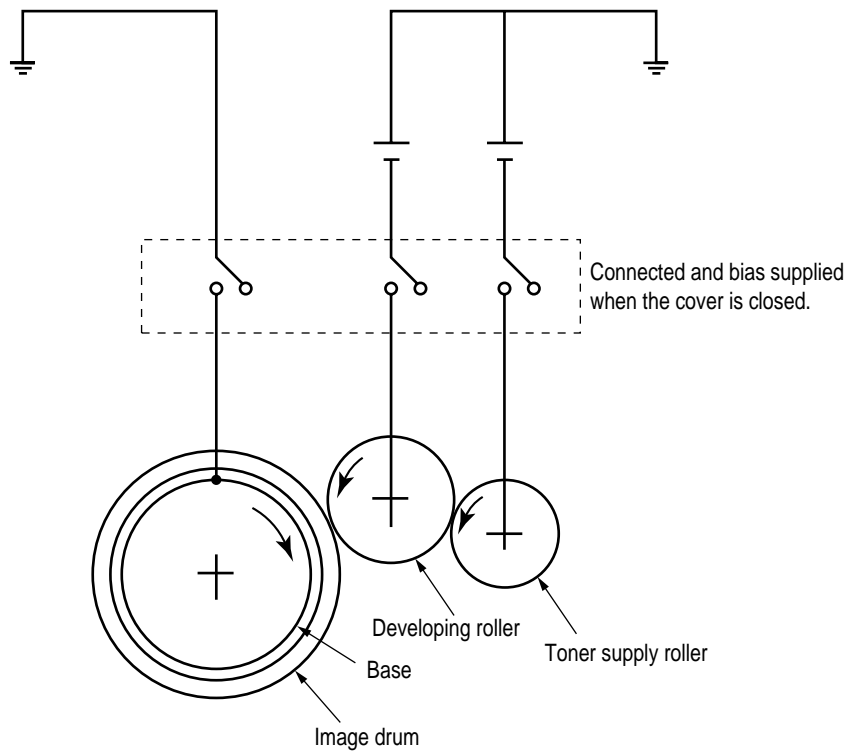 Connected and bias supplied
when the cover is closed.
Developing roller
Toner supply roller
Base
Image drum